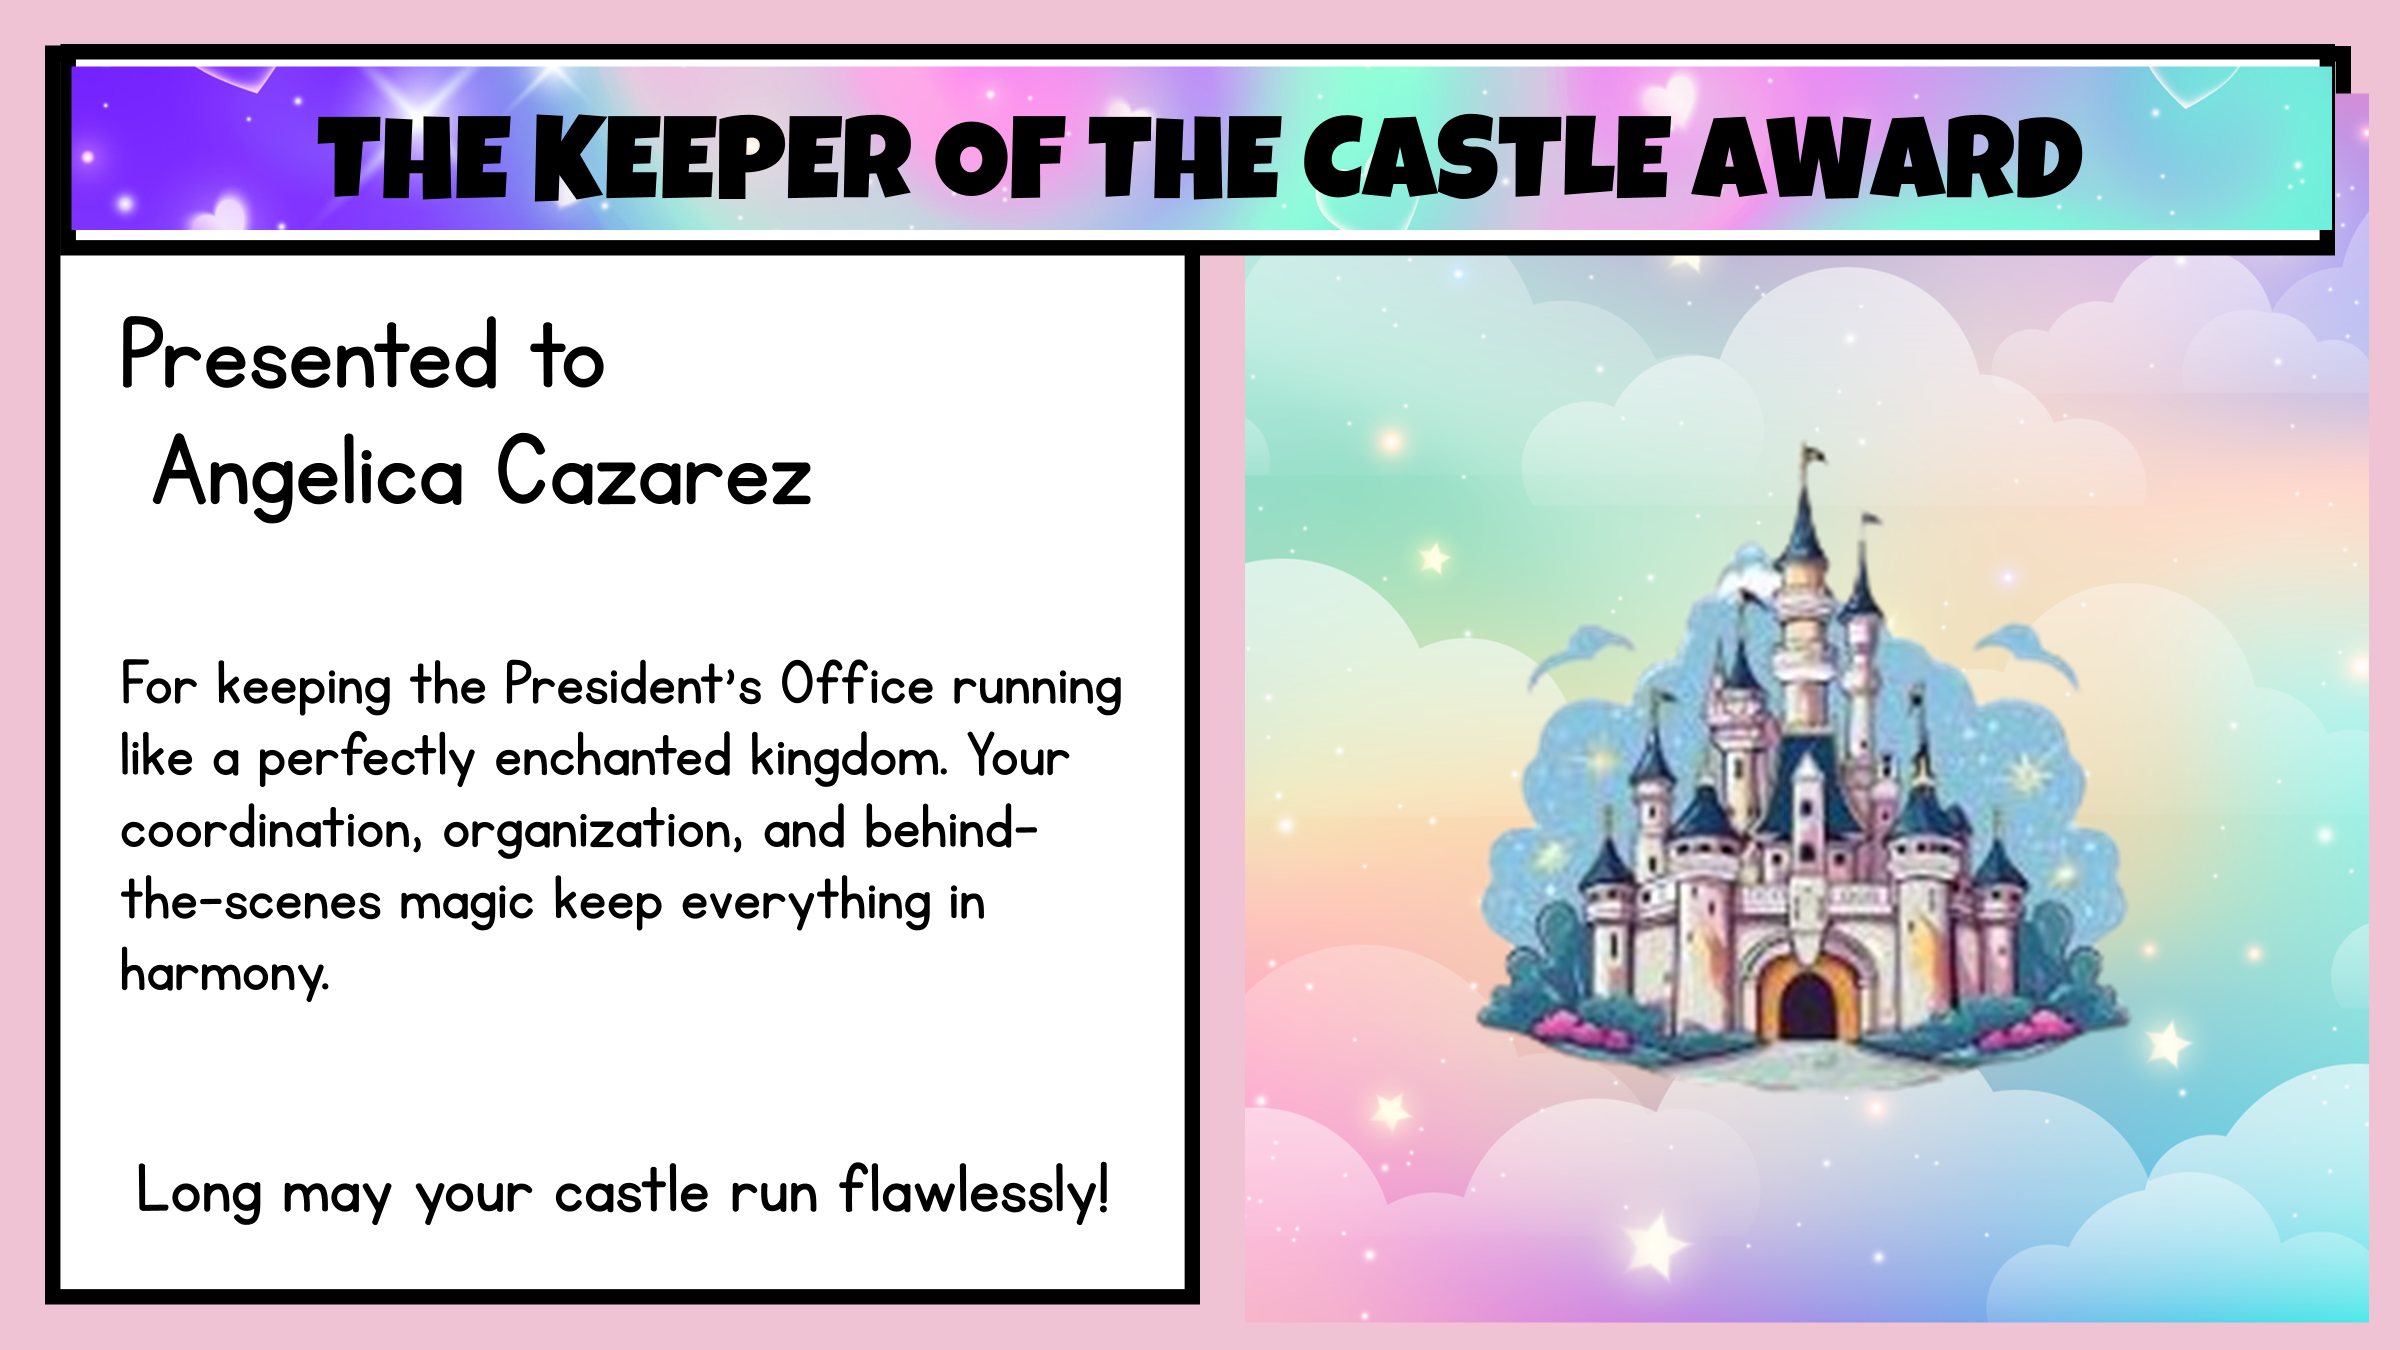 THE KEEPER OF THE CASTLE AWARD
Presented to
Angelica Cazarez
For keeping the President's Office running
like a perfectly enchanted kingdom. Your
coordination, organization, and behind-
the-scenes magic keep everything in
harmony.
Long may your castle run flawlessly!